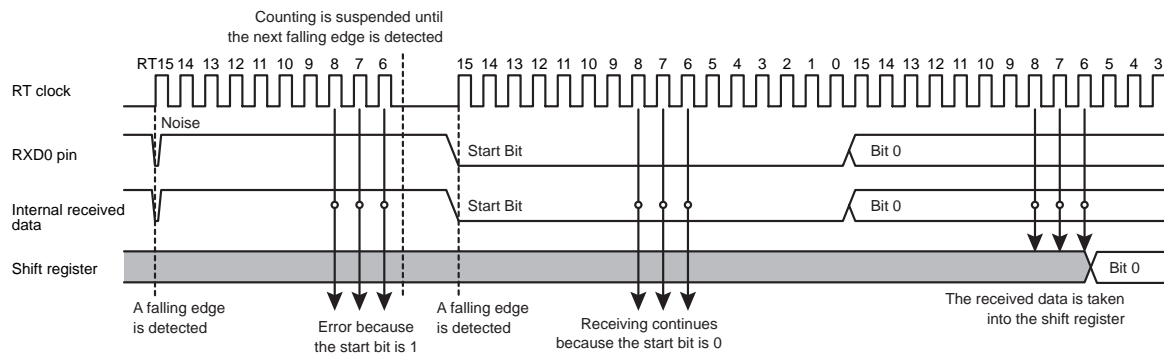 Counting is suspended until
the next falling edge is detected
RT15 14 13 12 11 10 9 8 7 6 15 14 13 12 11 10 9 8 7 6 5 4 3 2 1 0 15 14 13 12 11 10 9 8 7 6 5 4 3
RT clock
Noise
RXD0 pin Start Bit Bit 0
Internal received
data Start Bit Bit 0
Shift register Bit 0
A falling edge
is detected
Error because
the start bit is 1
A falling edge
is detected
Receiving continues
because the start bit is 0
The received data is taken
into the shift register